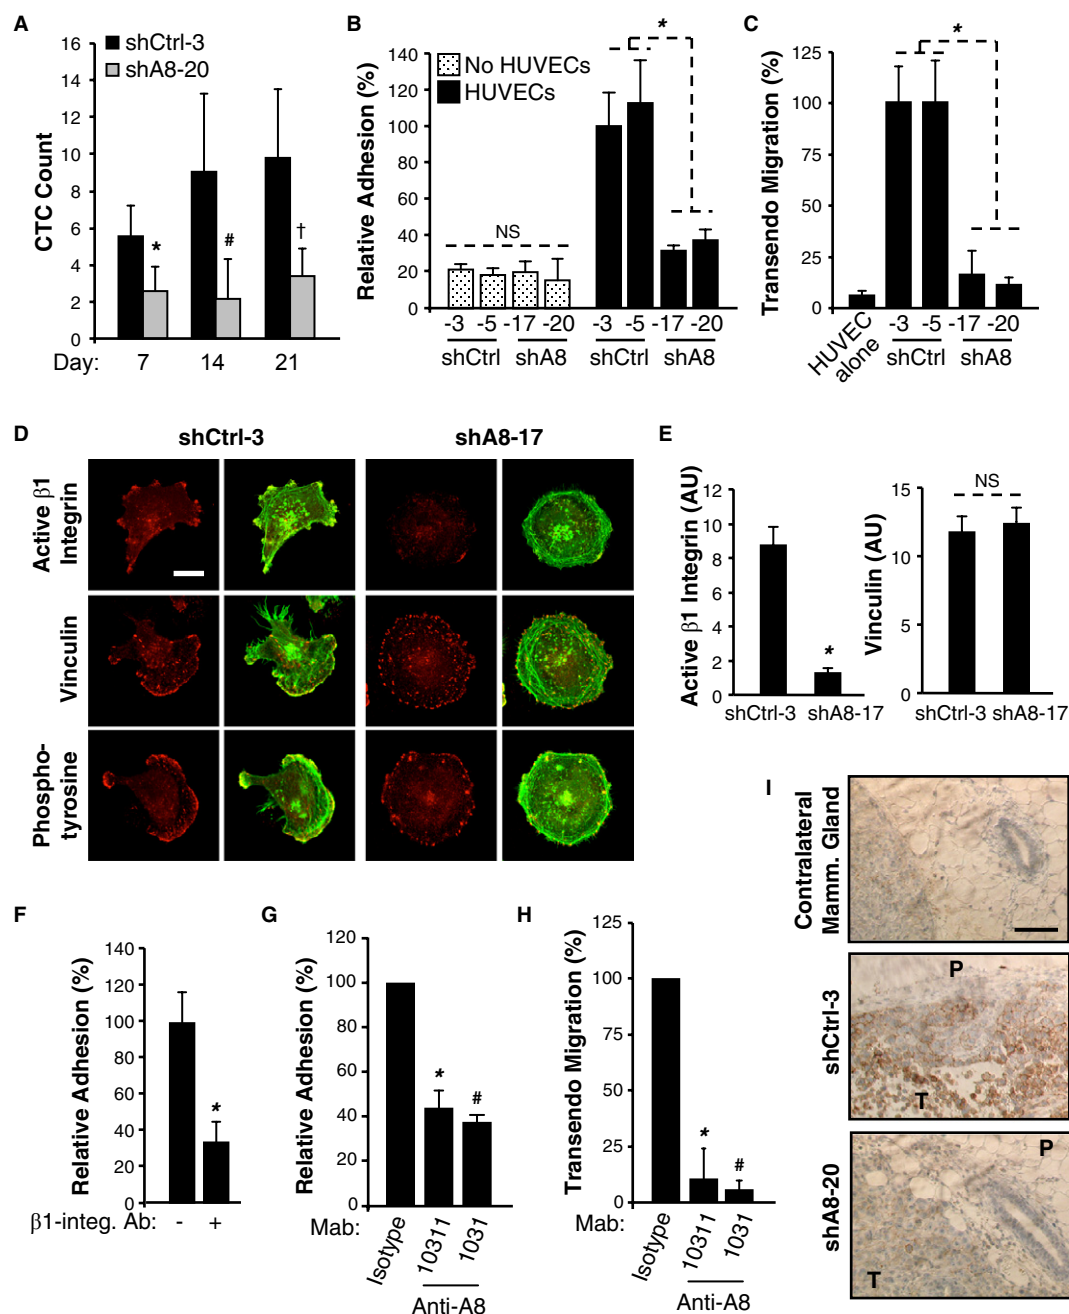 A
shCtrl-3
shA8-20
CTC Count
16
14
12
10
8
6
4
2
0
*
#
†
Day: 7 14 21
B
No HUVECs
HUVECs
Relative Adhesion (%)
140
120
100
80
60
40
20
0
NS
*
-3 -5 -17 -20 -3 -5 -17 -20
shCtrl shA8 shCtrl shA8
C
Transendo Migration (%)
125
100
75
50
25
0
*
HUVEC
alone
-3 -5 -17 -20
shCtrl shA8
D
shCtrl-3 shA8-17
Active β1
Integrin
Vinculin
Phospho-
tyrosine
E
Active β1 Integrin (AU)
12
10
8
6
4
2
0
*
shCtrl-3 shA8-17
Vinculin (AU)
15
10
5
0
NS
shCtrl-3 shA8-17
F
Relative Adhesion (%)
140
120
100
80
60
40
20
0
*
β1-integ. Ab: - +
G
Relative Adhesion (%)
120
100
80
60
40
20
0
*
#
Mab:
Isotype
10311
1031
Anti-A8
H
Transendo Migration (%)
125
100
75
50
25
0
*
#
Mab:
Isotype
10311
1031
Anti-A8
I
Contralateral
Mamm. Gland
shCtrl-3
P
T
shA8-20
P
T